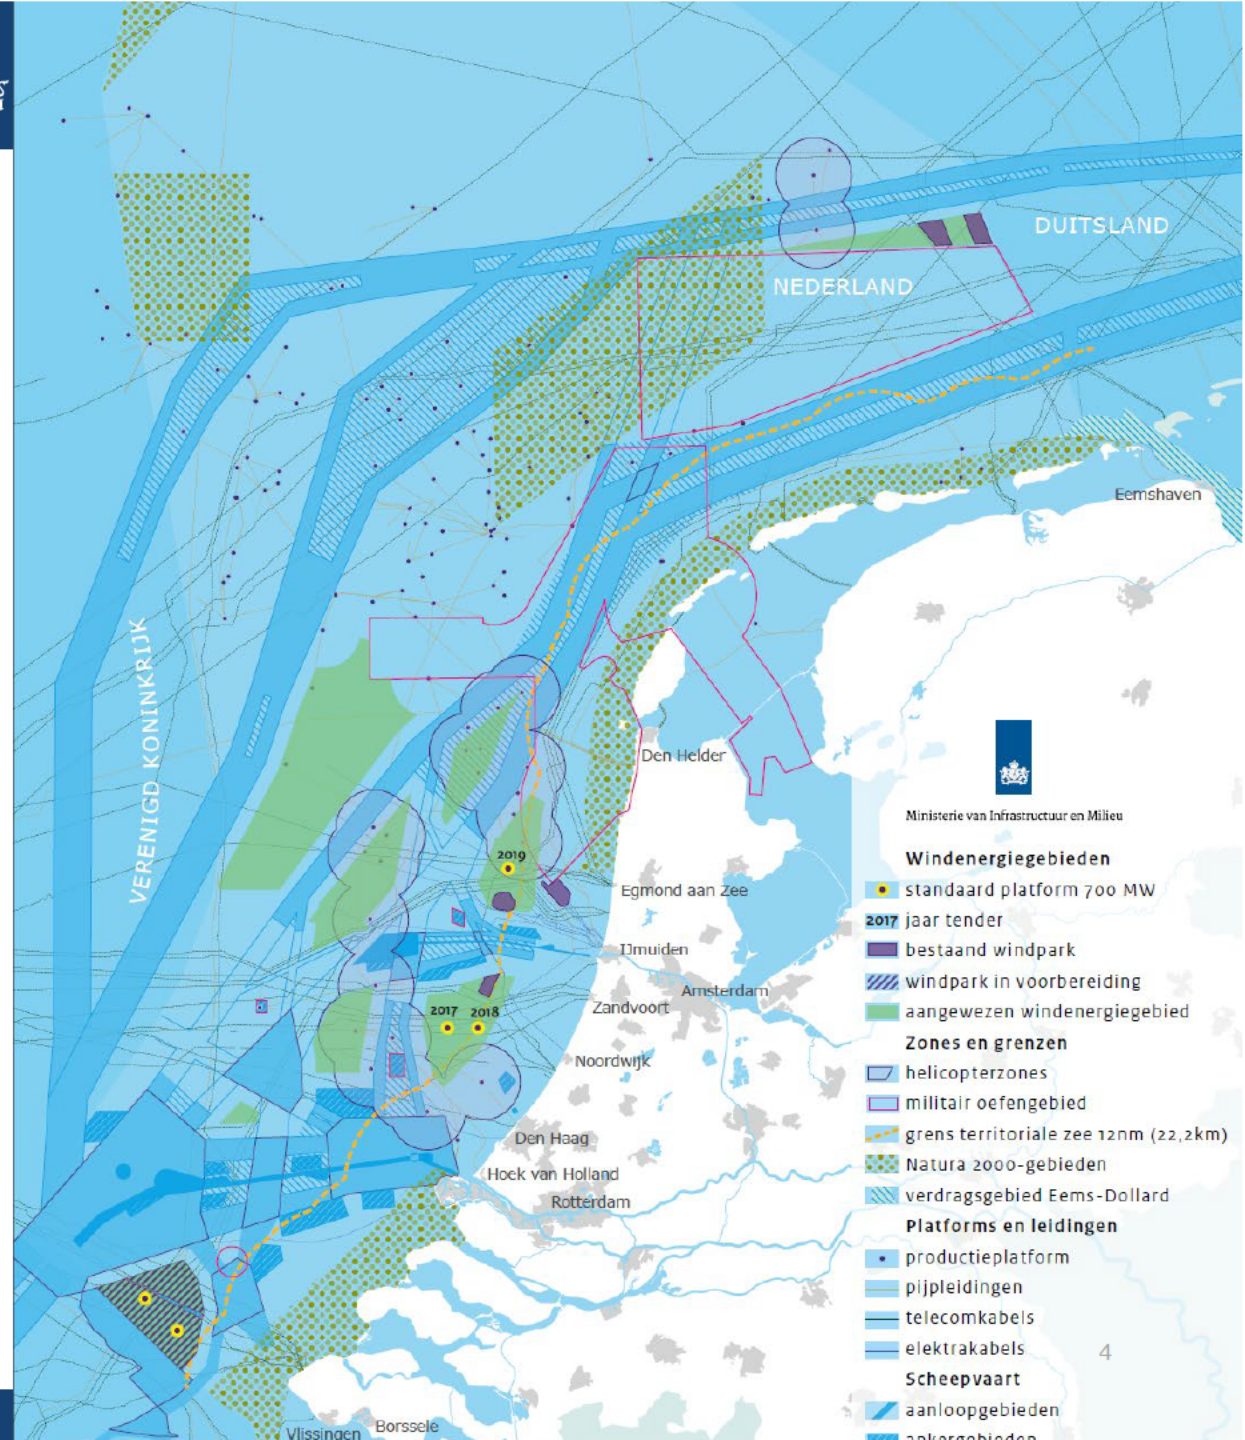 DUITSLAND
NEDERLAND
Eemshaven
VERENIGD KONINKRIJK
Den Helder
2019
Egmond aan Zee
IJmuiden
Amsterdam
Zandvoort
2017 2018
Noordwijk
Den Haag
Hoek van Holland
Rotterdam
Vlissingen
Borssele
Ministerie van Infrastructuur en Milieu
Windenergiegebieden
standaard platform 700 MW
2017 jaar tender
bestaand windpark
windpark in voorbereiding
aangewezen windenergiegebied
Zones en grenzen
helicopterzones
militair oefengebied
grens territoriale zee 12nm (22,2km)
Natura 2000-gebieden
verdragsgebied Eems-Dollard
Platforms en leidingen
productieplatform
pijpleidingen
telecomkabels
elektrakabels
4
Scheepvaart
aanloopgebieden
ankergebieden